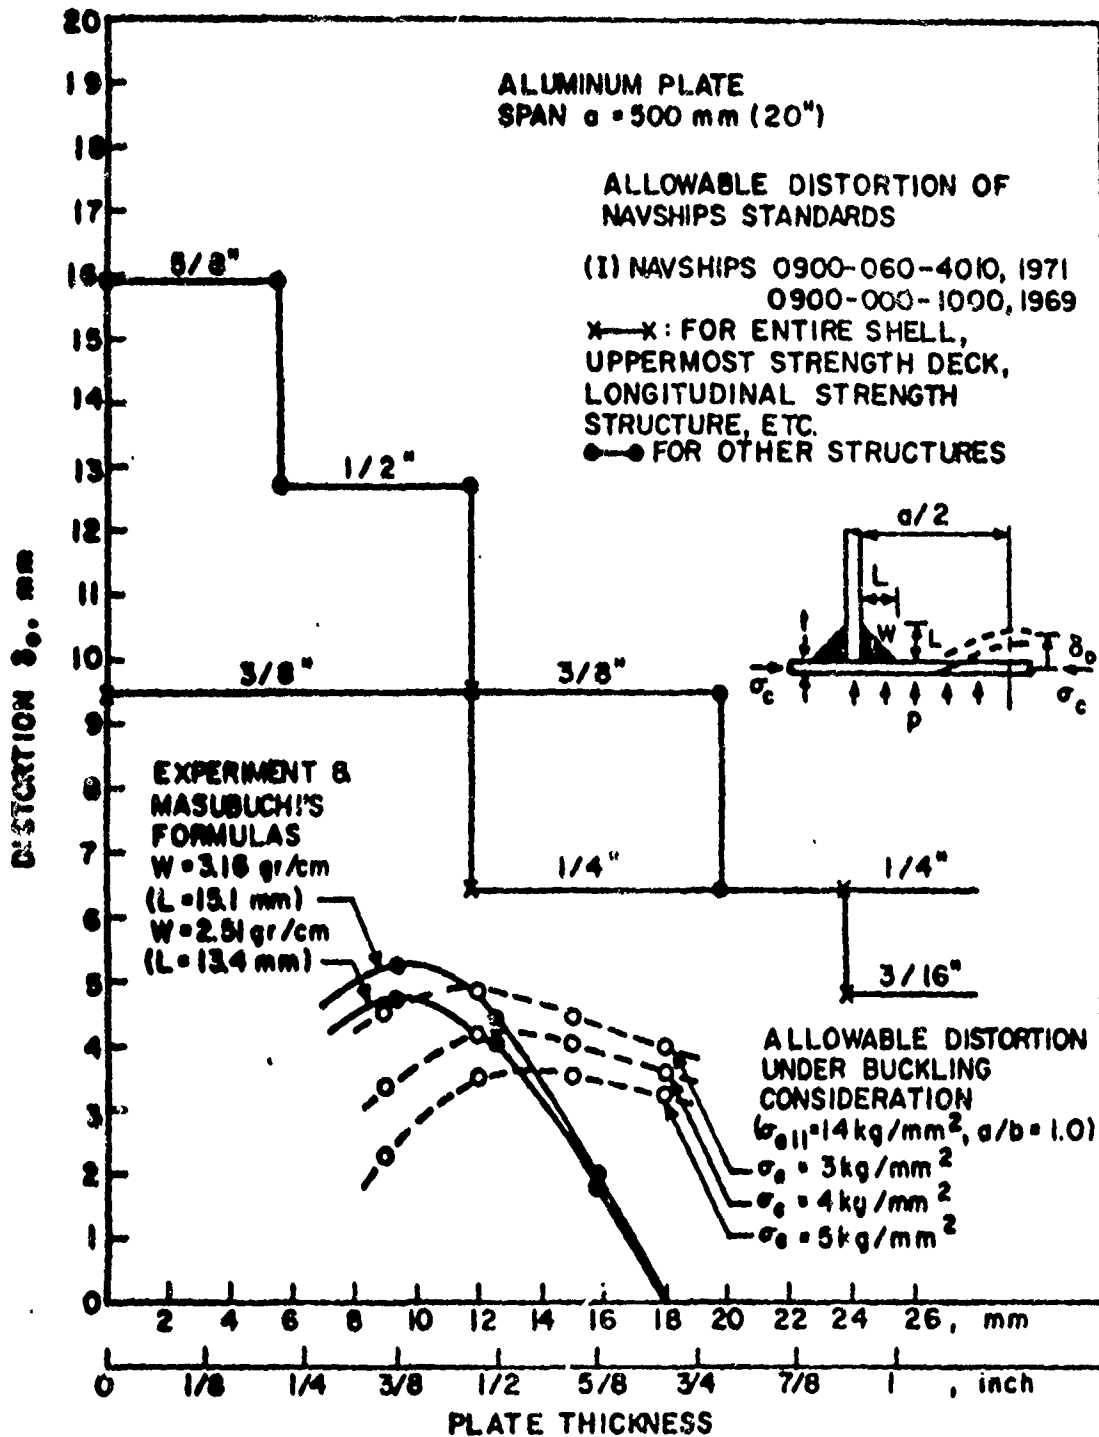 20
19
18
17
16
15
14
13
12
11
10
9
8
7
6
5
4
3
2
1
0
DISTORTION δo, mm
ALUMINUM PLATE
SPAN a = 500 mm (20")
ALLOWABLE DISTORTION OF
NAVSHIPS STANDARDS
(I) NAVSHIPS 0900-060-4010, 1971
0900-000-1000, 1969
x—x: FOR ENTIRE SHELL,
UPPERMOST STRENGTH DECK,
LONGITUDINAL STRENGTH
STRUCTURE, ETC.
●—● FOR OTHER STRUCTURES
5/8"
1/2"
3/8"
3/8"
1/4"
1/4"
3/16"
a/2
L
W
L
t
δo
σc
σc
P
EXPERIMENT &
MASUBUCHI'S
FORMULAS
W = 3.16 gr/cm
(L = 15.1 mm)
W = 2.51 gr/cm
(L = 13.4 mm)
ALLOWABLE DISTORTION
UNDER BUCKLING
CONSIDERATION
(σall = 14 kg/mm², a/b = 1.0)
= 3 kg/mm²
= 4 kg/mm²
= 5 kg/mm²
2 4 6 8 10 12 14 16 18 20 22 24 26, mm
0 1/8 1/4 3/8 1/2 5/8 3/4 7/8 1 , inch
PLATE THICKNESS